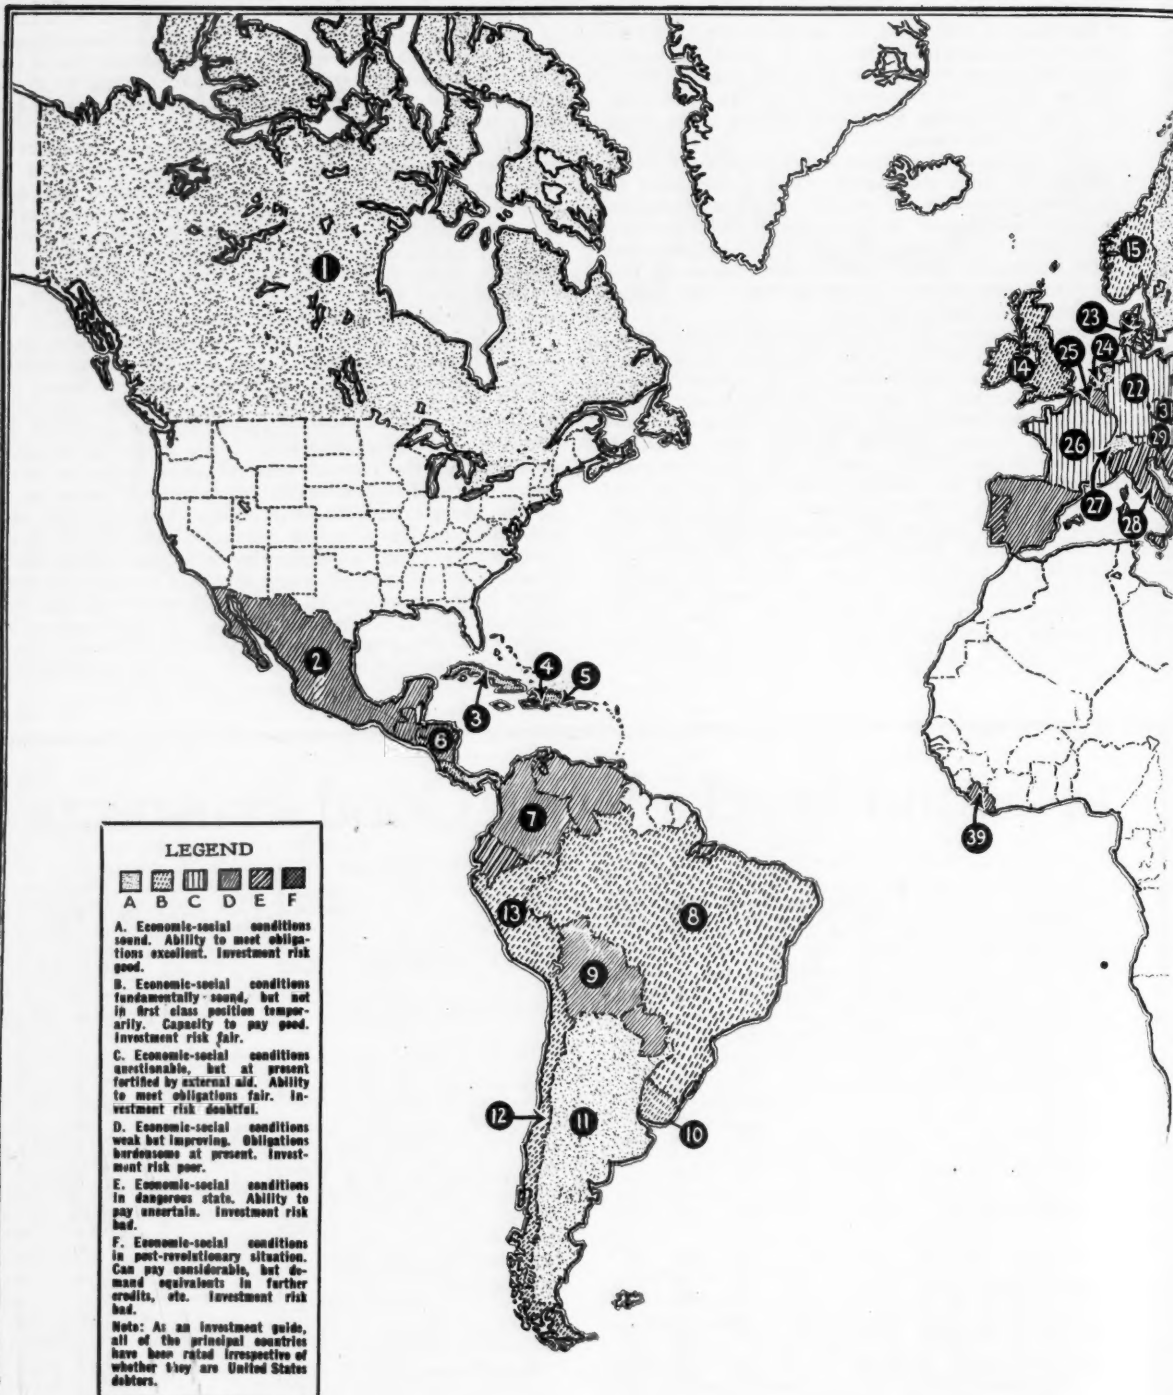 1
15
23
25
24
14
22
29
26
27
28
2
4
5
3
6
7
39
13
8
9
12
11
10
LEGEND
A B C D E F
A. Economic-social conditions
sound. Ability to meet obliga-
tions excellent. Investment risk
good.
B. Economic-social conditions
fundamentally sound, but not
in first class position tempor-
arily. Capacity to pay good.
Investment risk fair.
C. Economic-social conditions
questionable, but at present
fortified by external aid. Ability
to meet obligations fair. In-
vestment risk doubtful.
D. Economic-social conditions
weak but improving. Obligations
burdensome at present. Invest-
ment risk poor.
E. Economic-social conditions
in dangerous state. Ability to
pay uncertain. Investment risk
bad.
F. Economic-social conditions
in post-revolutionary situation.
Can pay considerable, but de-
mand equivalents in further
credits, etc. Investment risk
bad.
Note: As an investment guide,
all of the principal countries
have been rated irrespective of
whether they are United States
debtors.